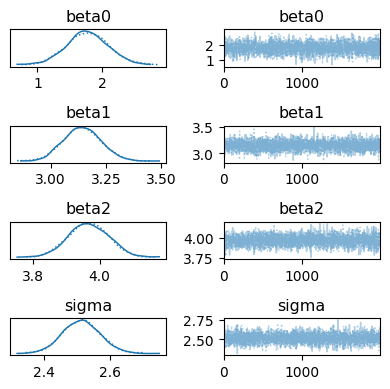 beta0 beta0
2
1
1 2 0 1000
beta1 beta1
3.5
3.0
3.00 3.25 3.50 0 1000
beta2 beta2
4.00
3.75
3.8 4.0 0 1000
sigma sigma
2.75
2.50
2.4 2.6 0 1000